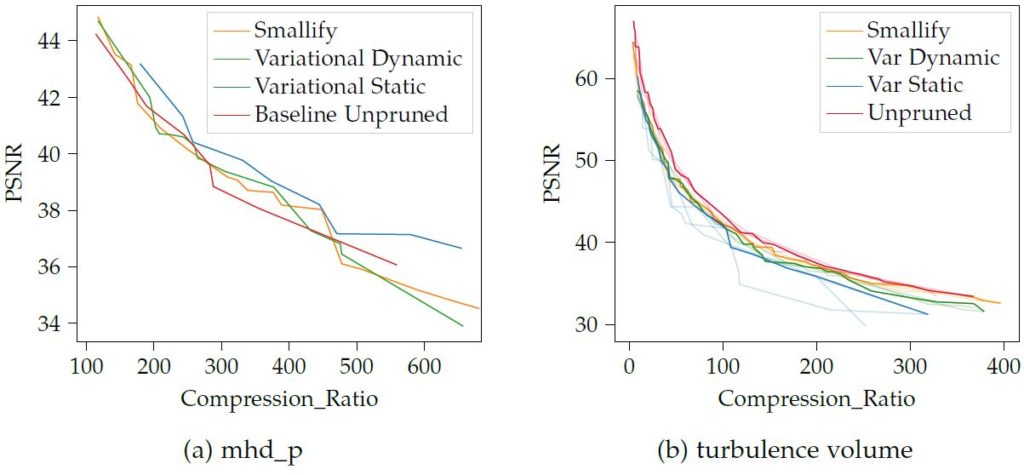 44
42
40
38
36
34
PSNR
100
200
300
400
500
600
Compression_Ratio
Smallify
Variational Dynamic
Variational Static
Baseline Unpruned
(a) mhd_p
60
50
40
30
PSNR
0
100
200
300
400
Compression_Ratio
Smallify
Var Dynamic
Var Static
Unpruned
(b) turbulence volume